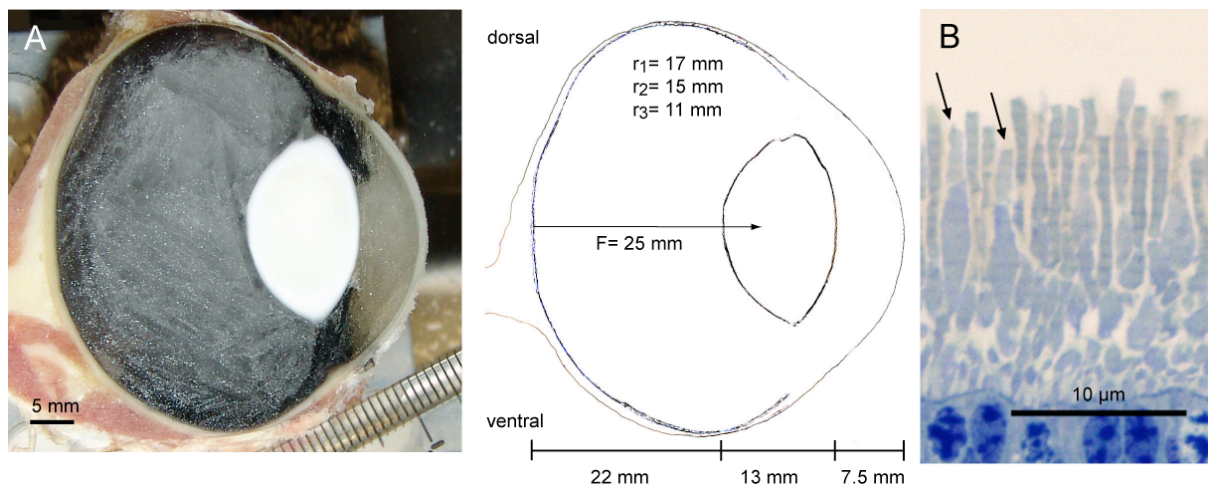 A
5 mm
dorsal
r1= 17 mm
r2= 15 mm
r3= 11 mm
F= 25 mm
ventral
22 mm
13 mm
7.5 mm
B
10 µm